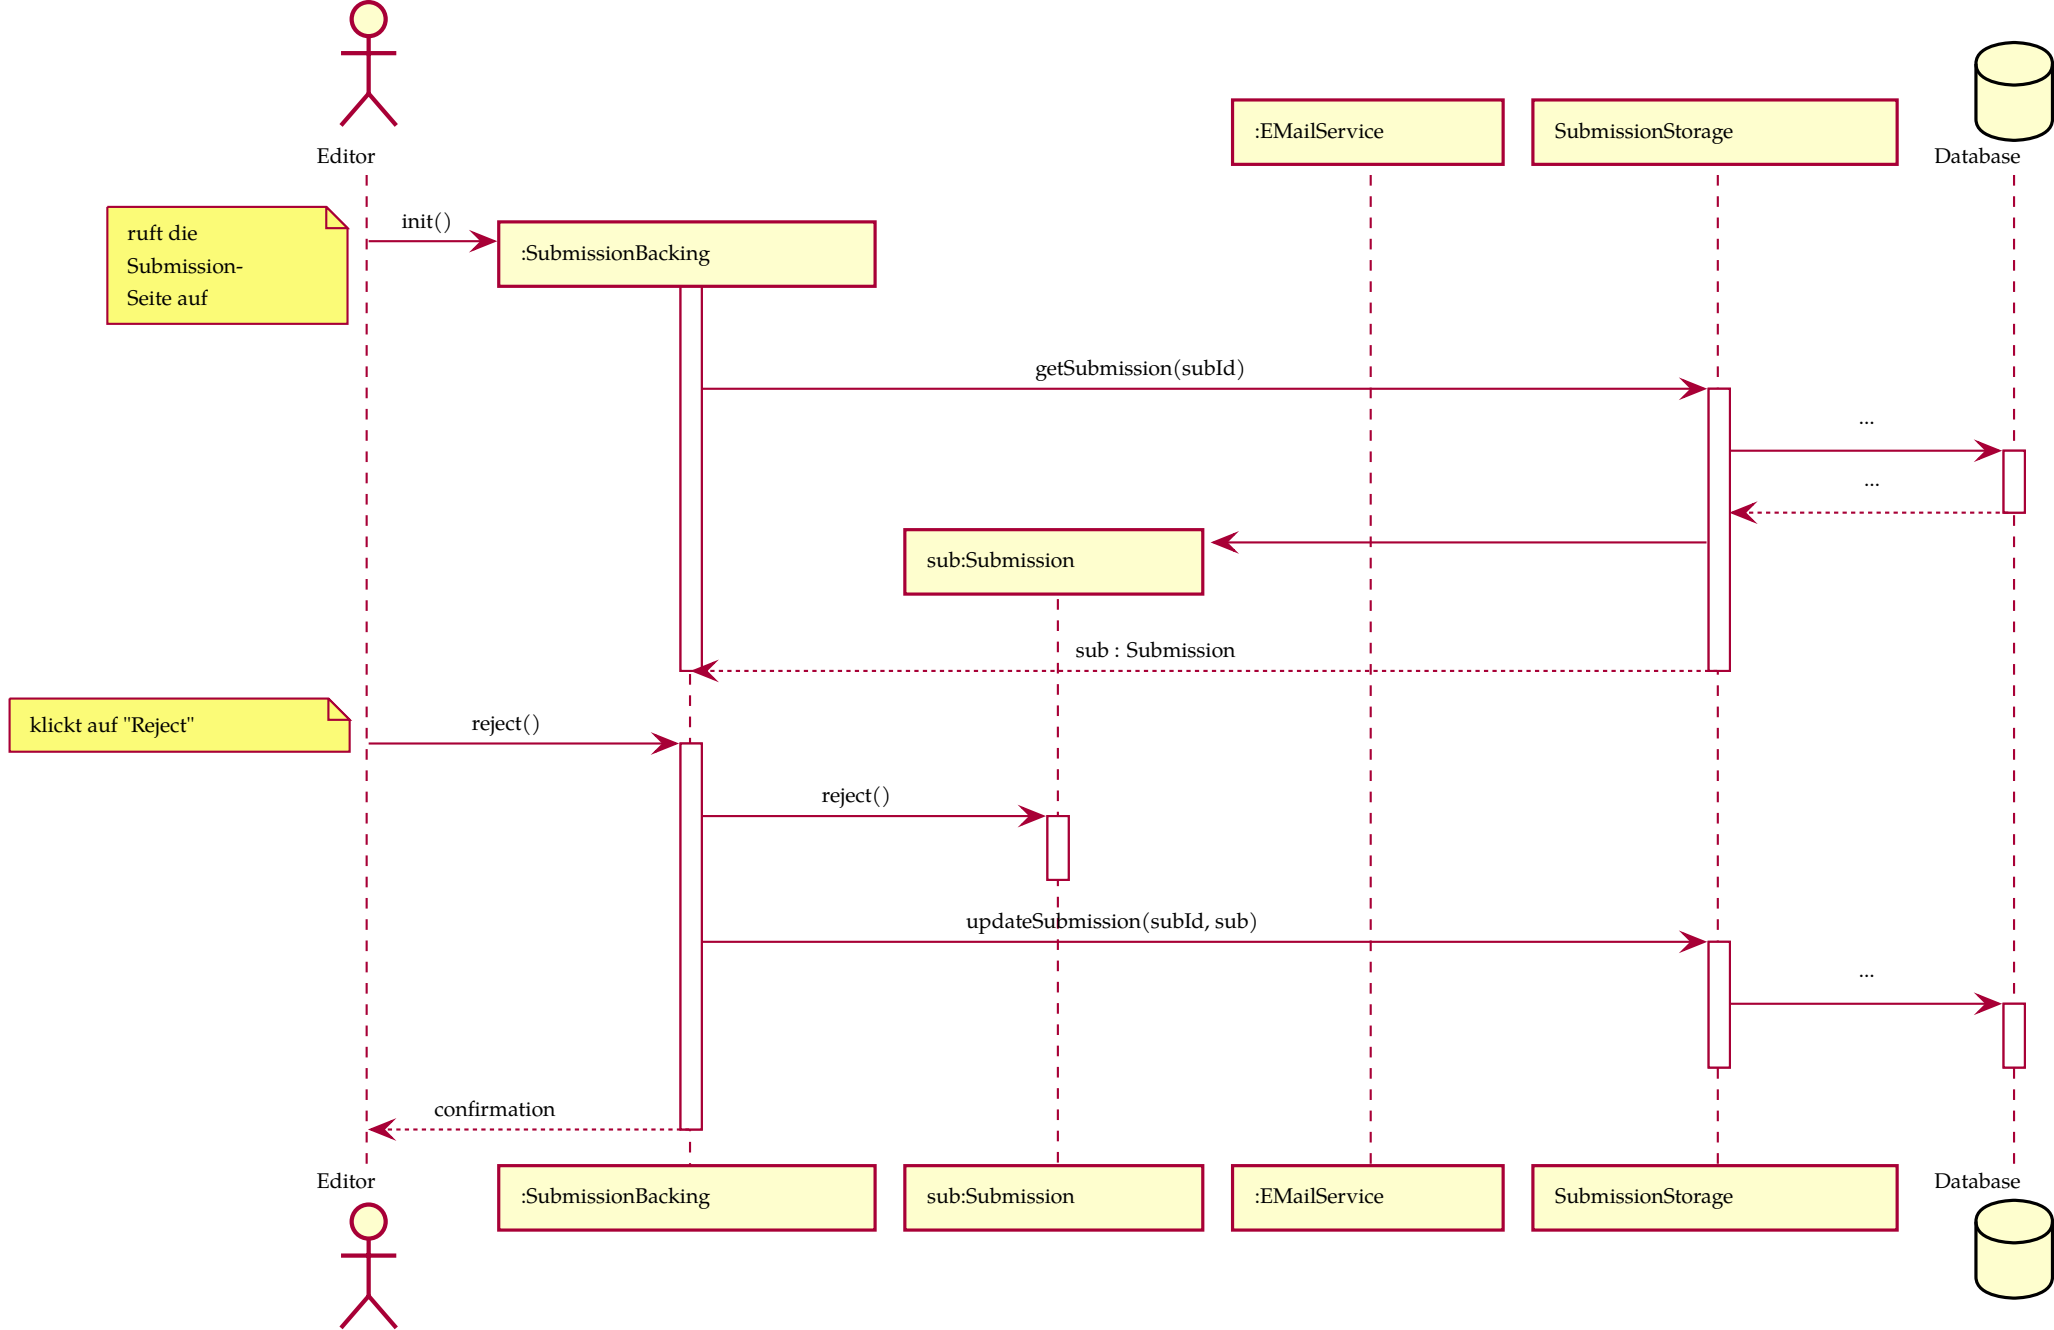 :EMailService
SubmissionStorage
Editor
Database
init()
ruft die
Submission-
Seite auf
:SubmissionBacking
getSubmission(subId)
...
...
sub:Submission
sub : Submission
klickt auf "Reject"
reject()
reject()
updateSubmission(subId, sub)
...
confirmation
Editor
Database
:SubmissionBacking
sub:Submission
:EMailService
SubmissionStorage